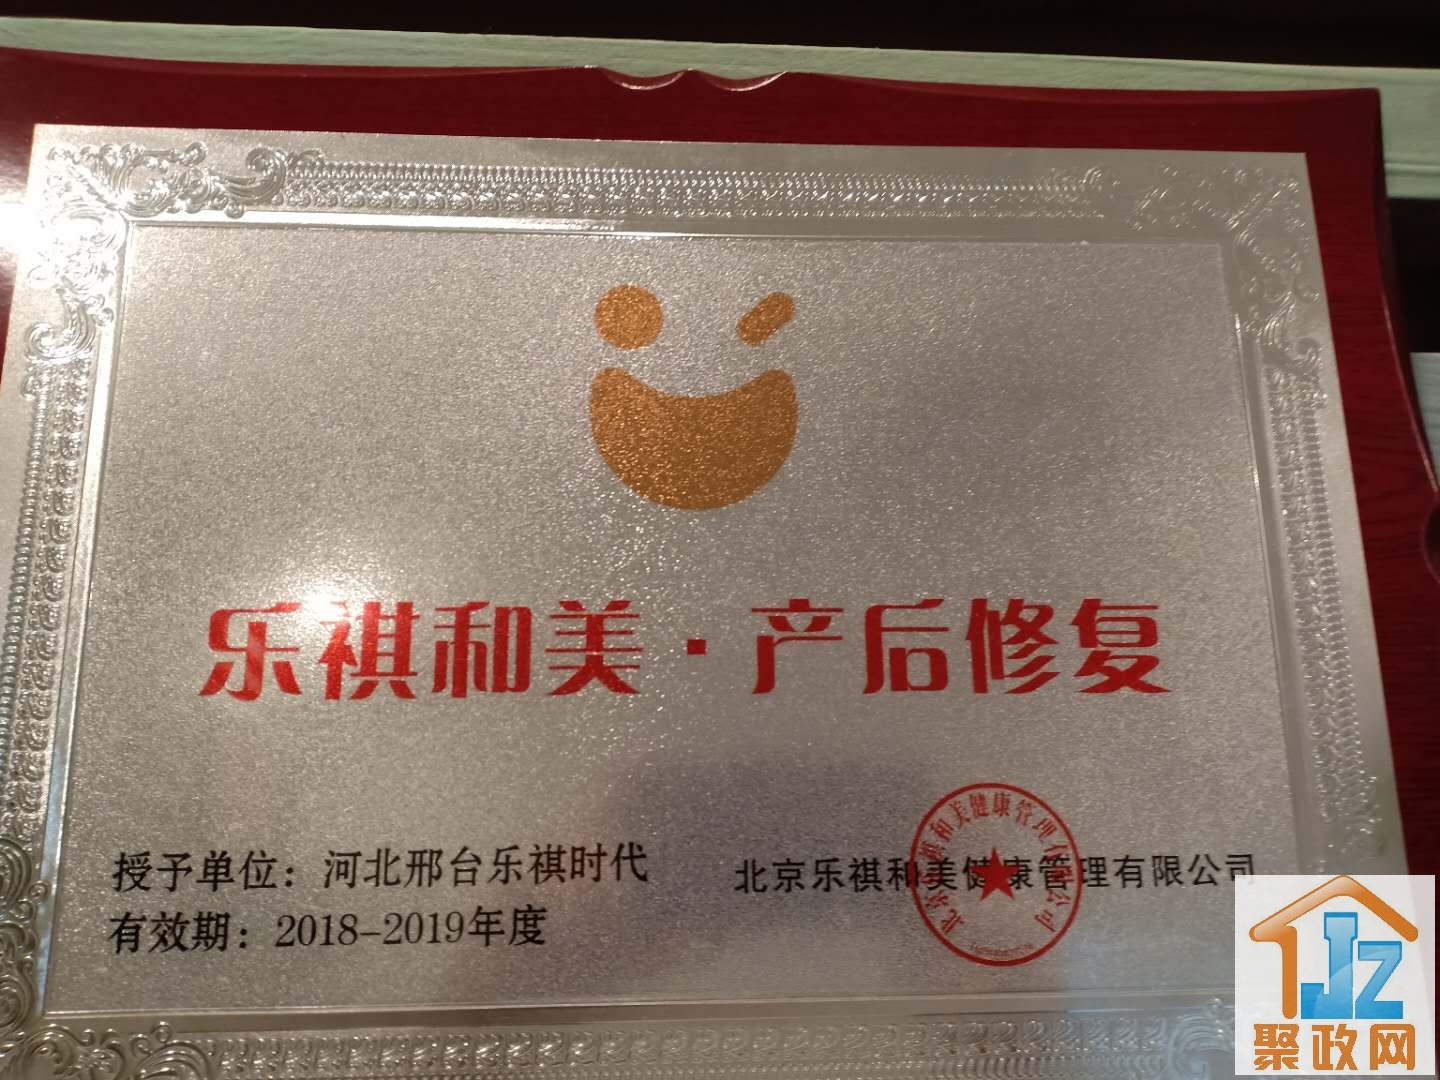 乐祺和美·产后修复
授予单位：河北邢台乐祺时代
有效期：2018-2019年度
北京乐祺和美健康管理有限公司
JZ
聚政网